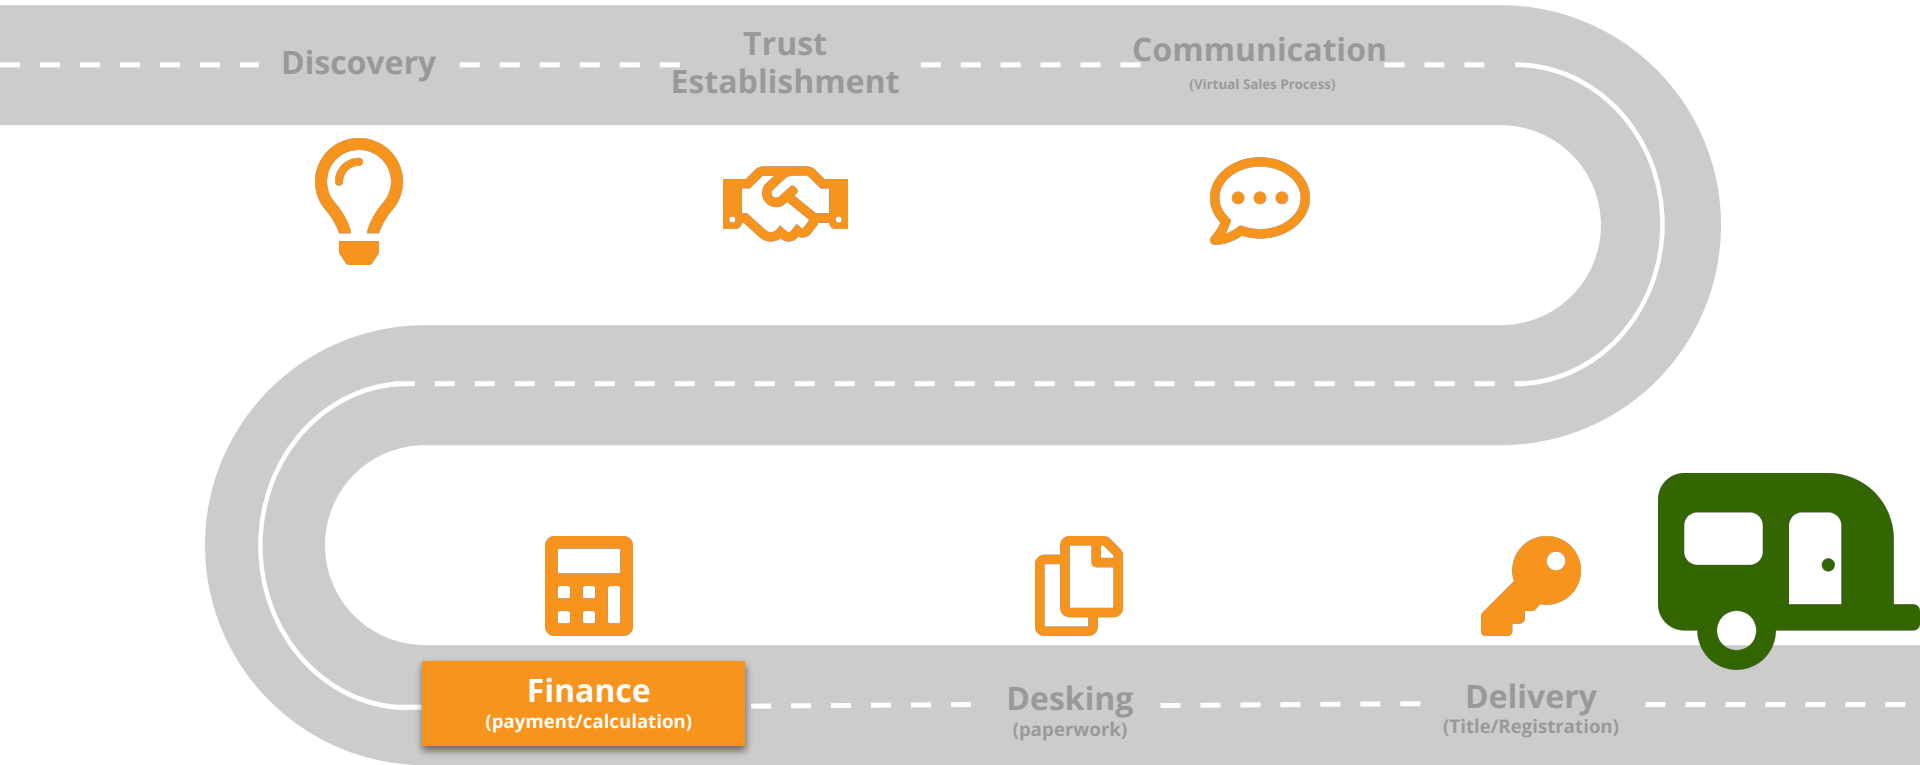 Discovery
Trust
Establishment
Communication
(Virtual Sales Process)
Finance
(payment/calculation)
Desking
(paperwork)
Delivery
(Title/Registration)